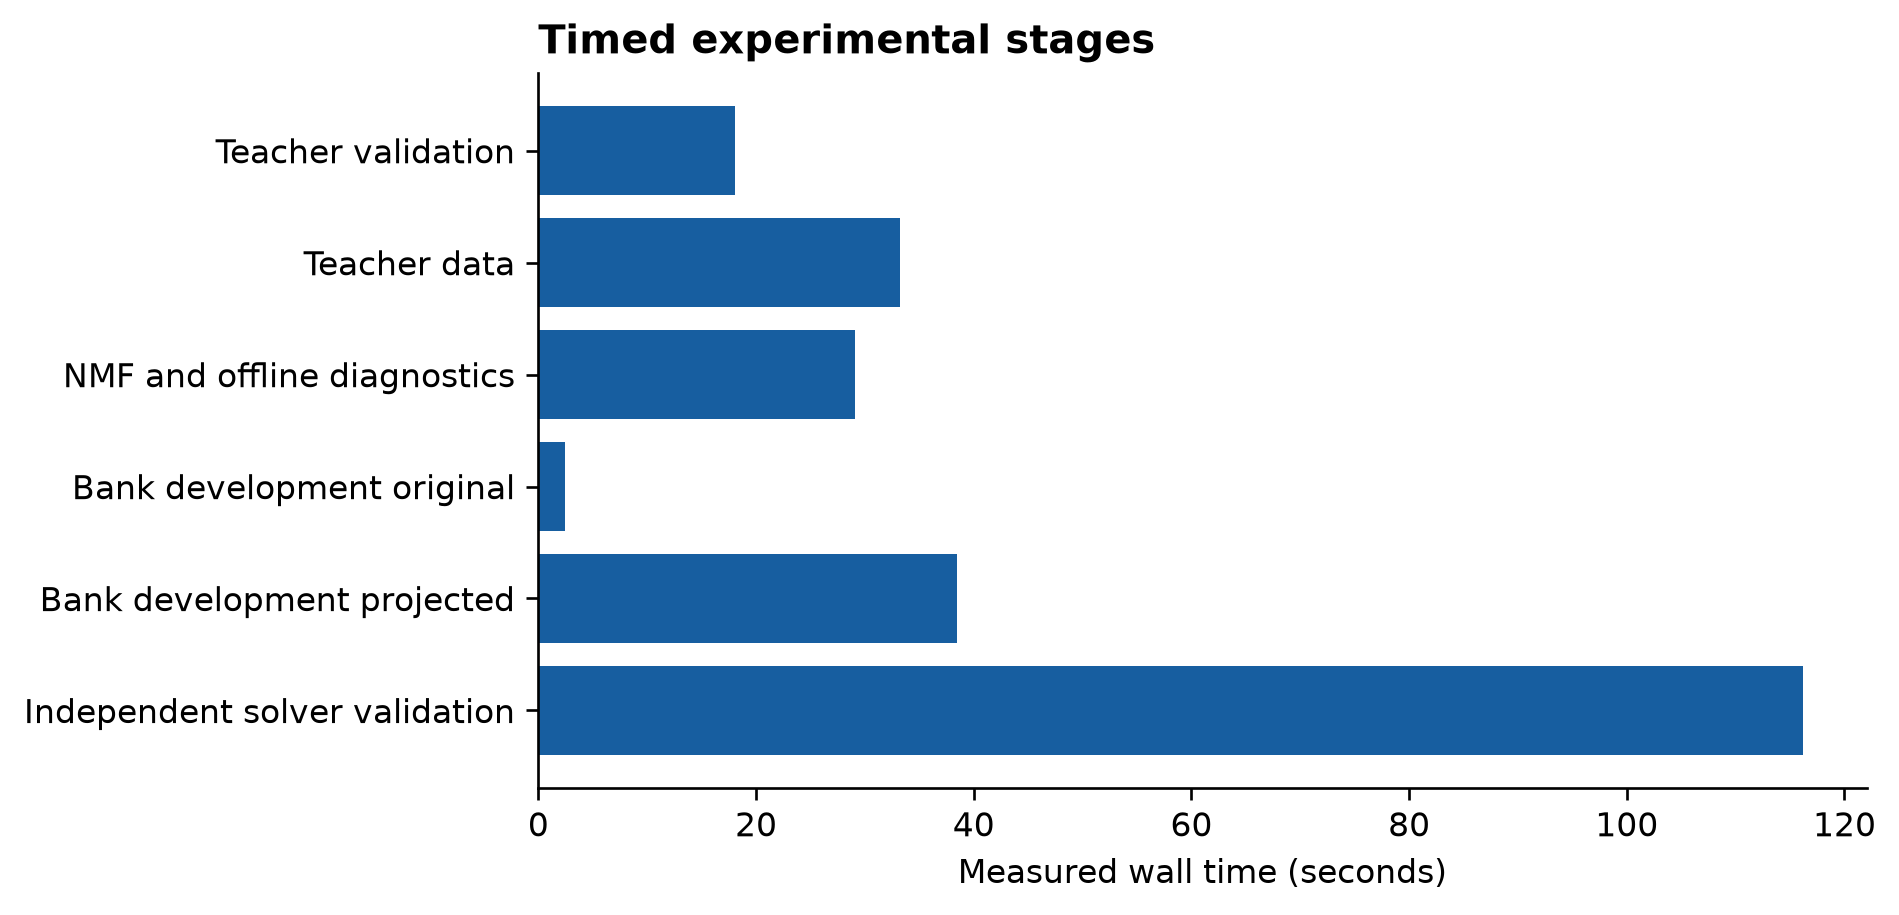 Timed experimental stages
Teacher validation
Teacher data
NMF and offline diagnostics
Bank development original
Bank development projected
Independent solver validation
0 20 40 60 80 100 120
Measured wall time (seconds)